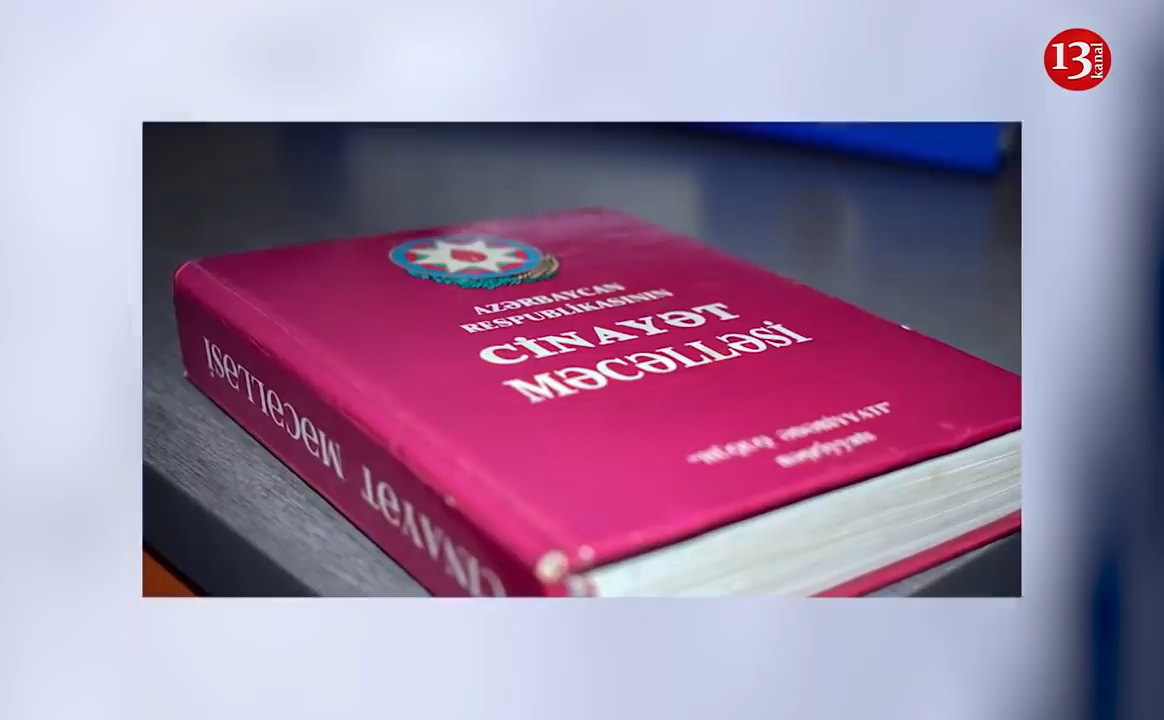 13
kanal
AZƏRBAYCAN
RESPUBLİKASININ
CİNAYƏT
MƏCƏLLƏSİ
CİNAYƏT MƏCƏLLƏSİ